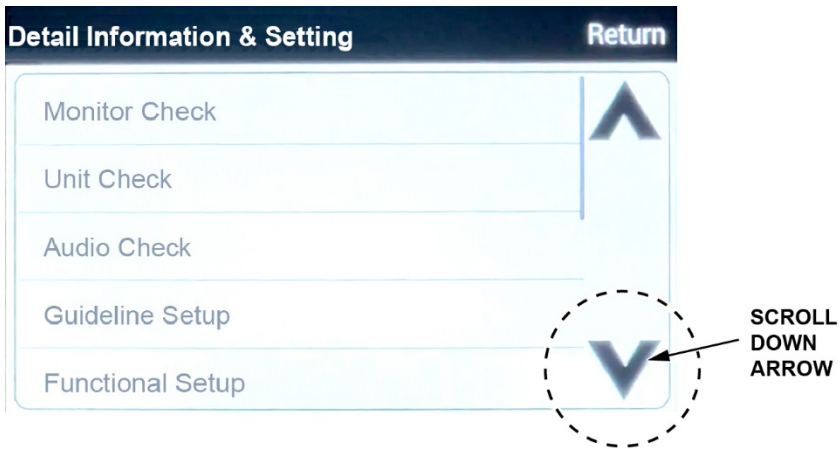 Detail Information & Setting
Return
Monitor Check
Unit Check
Audio Check
Guideline Setup
Functional Setup
SCROLL
DOWN
ARROW